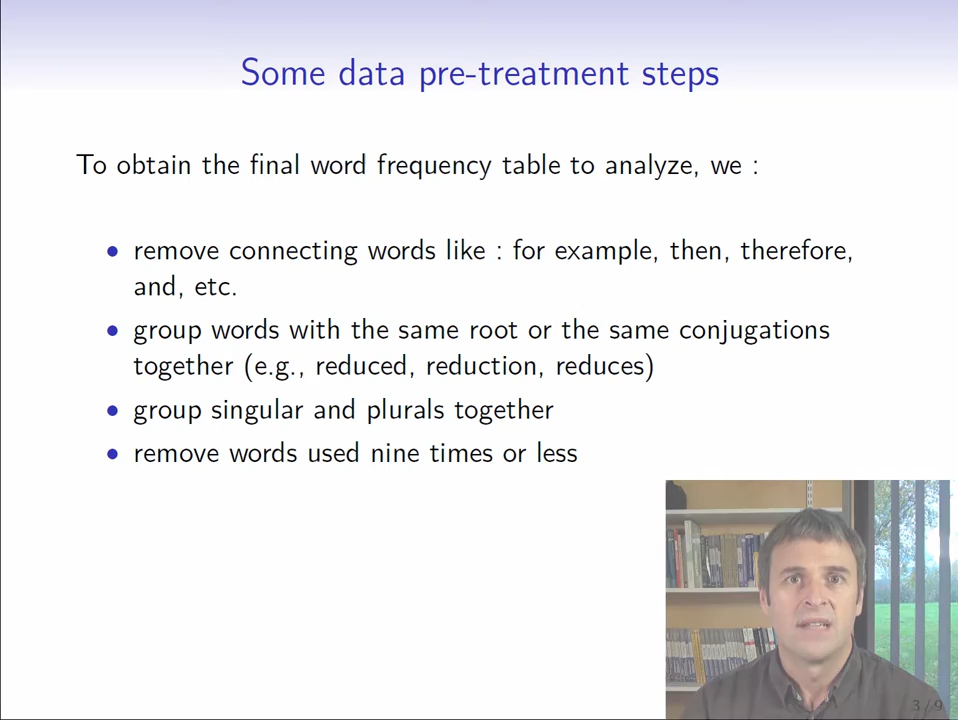 Some data pre-treatment steps
To obtain the final word frequency table to analyze, we :
• remove connecting words like : for example, then, therefore,
and, etc.
• group words with the same root or the same conjugations
together (e.g., reduced, reduction, reduces)
• group singular and plurals together
• remove words used nine times or less
3 / 9